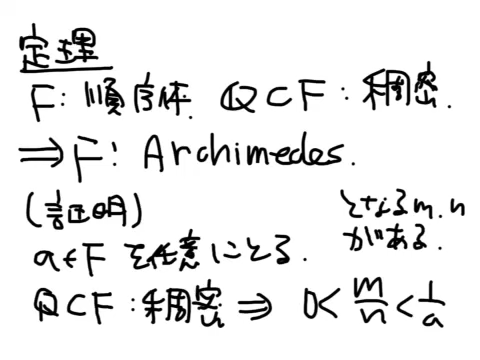 定理
F: 順序体. Q⊂F: 稠密.
⇒F: Archimedes.
(証明)
a∈F を任意にとる.
Q⊂F:稠密 ⇒ 0< m/n < 1/a
となるm.n
がある.